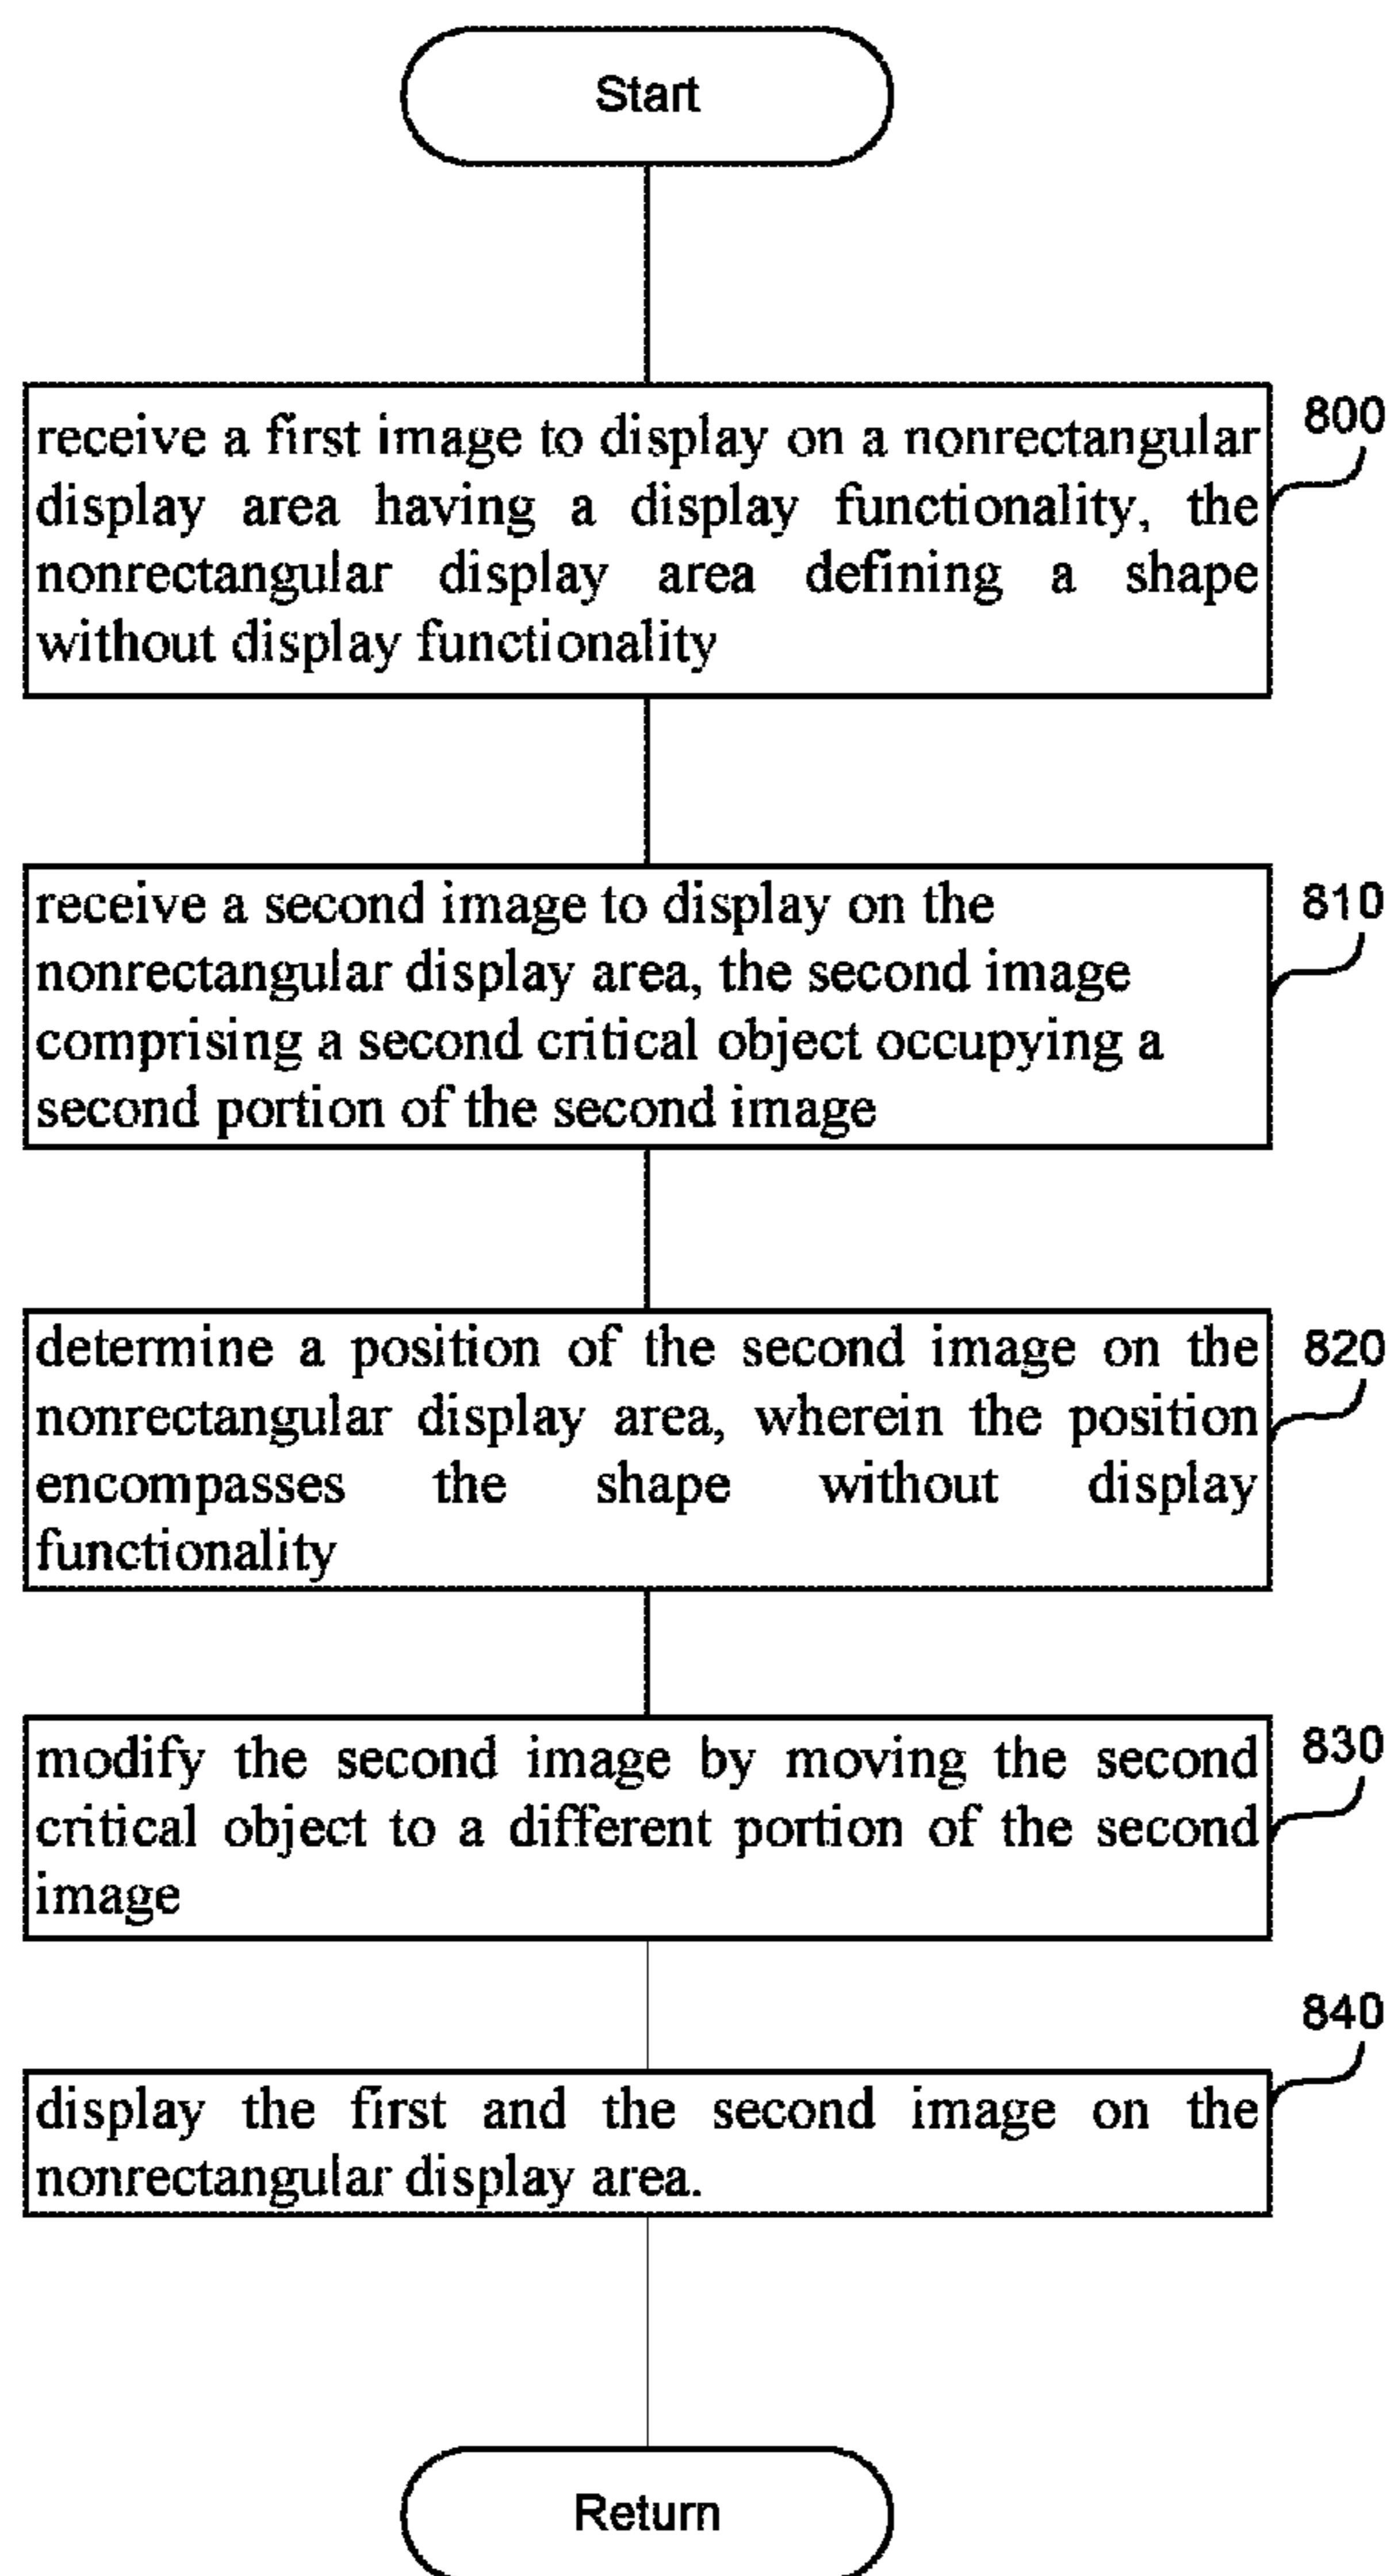 Start
receive a first image to display on a nonrectangular
display area having a display functionality, the
nonrectangular display area defining a shape
without display functionality
800
receive a second image to display on the
nonrectangular display area, the second image
comprising a second critical object occupying a
second portion of the second image
810
determine a position of the second image on the
nonrectangular display area, wherein the position
encompasses the shape without display
functionality
820
modify the second image by moving the second
critical object to a different portion of the second
image
830
display the first and the second image on the
nonrectangular display area.
840
Return